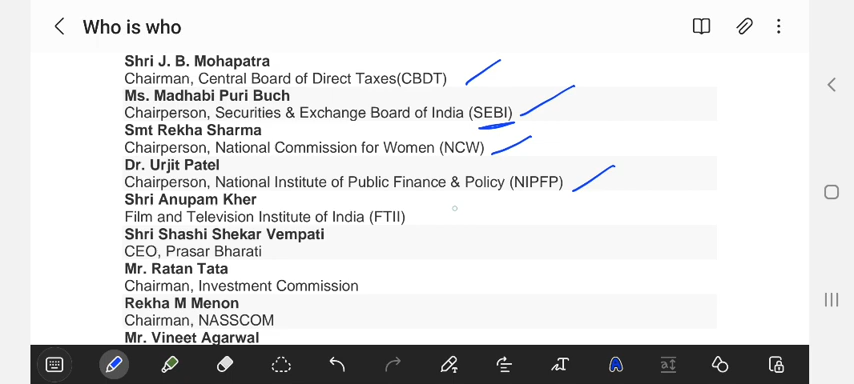 Who is who
Shri J. B. Mohapatra
Chairman, Central Board of Direct Taxes(CBDT)
Ms. Madhabi Puri Buch
Chairperson, Securities & Exchange Board of India (SEBI)
Smt Rekha Sharma
Chairperson, National Commission for Women (NCW)
Dr. Urjit Patel
Chairperson, National Institute of Public Finance & Policy (NIPFP)
Shri Anupam Kher
Film and Television Institute of India (FTII)
Shri Shashi Shekar Vempati
CEO, Prasar Bharati
Mr. Ratan Tata
Chairman, Investment Commission
Rekha M Menon
Chairman, NASSCOM
Mr. Vineet Agarwal